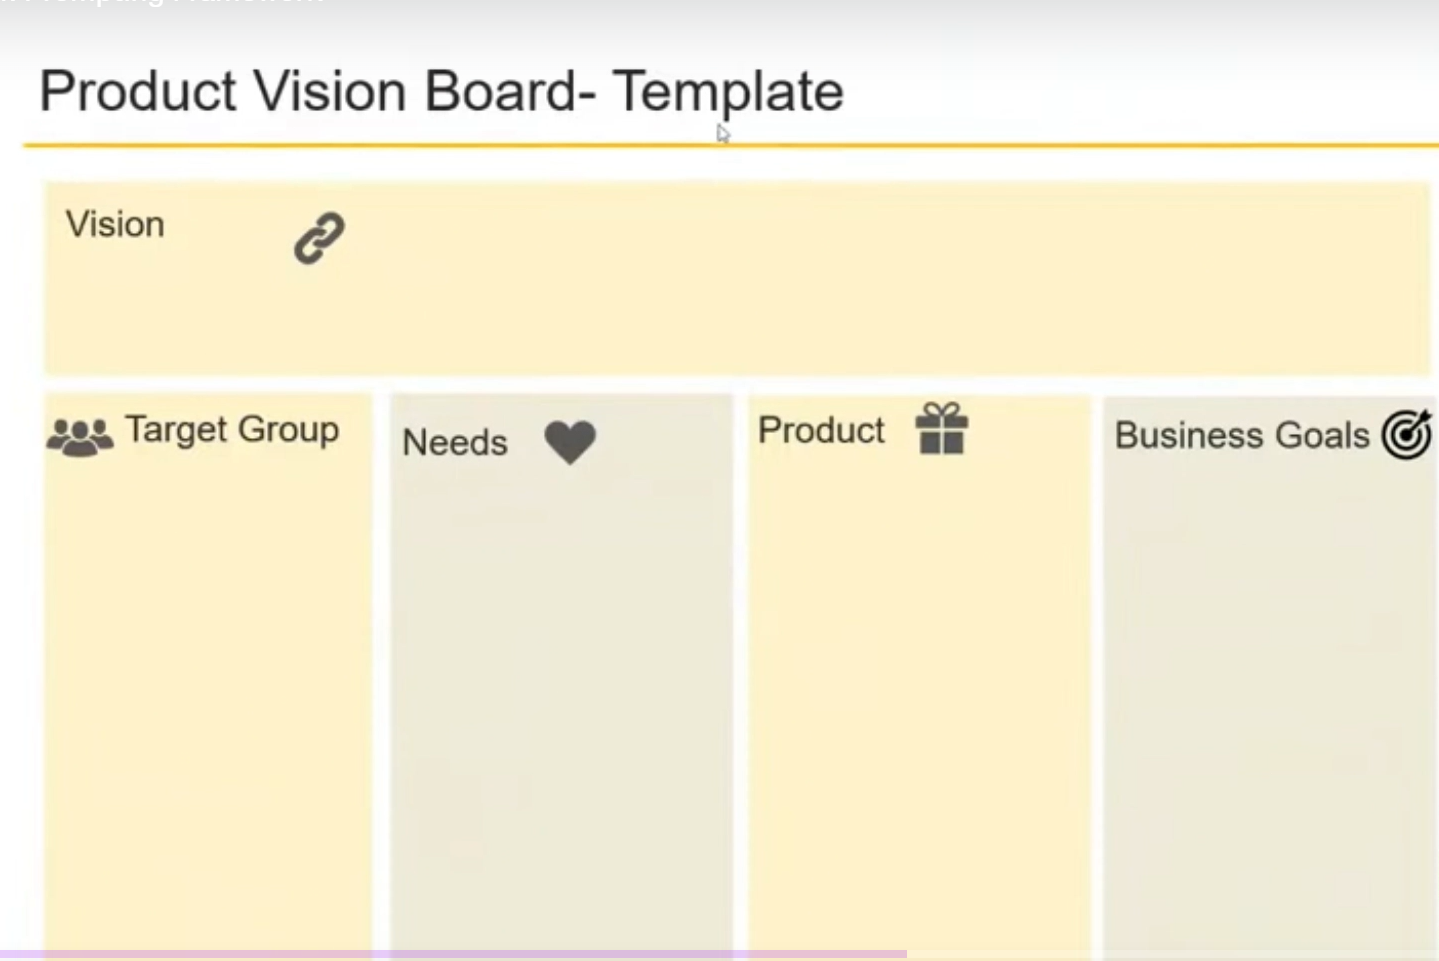 Product Vision Board- Template
Vision
Target Group
Needs
Product
Business Goals